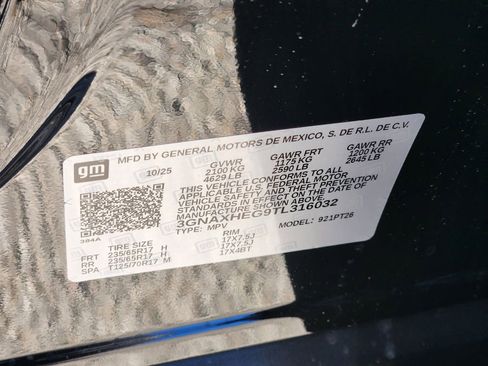 gm
MFD BY GENERAL MOTORS DE MEXICO, S. DE R.L. DE C.V.
10/25 GVWR GAWR FRT GAWR RR
2100 KG 1175 KG 1200 KG
4629 LB 2590 LB 2645 LB
THIS VEHICLE CONFORMS TO ALL
APPLICABLE U.S. FEDERAL MOTOR
VEHICLE SAFETY AND THEFT PREVENTION
STANDARDS IN EFFECT ON THE DATE OF
MANUFACTURE SHOWN ABOVE.
3GNAXHEG9TL316032
TYPE: MPV MODEL: 921PT26
384A
TIRE SIZE RIM
FRT 235/65R17 H 17X7.5J
RR 235/65R17 H 17X7.5J
SPA T125/70R17 M 17X4BT